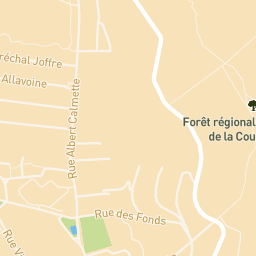 réchal Joffre
Allavoine
Rue Albert Calmette
Forêt régional
de la Cou
Rue des Fonds
Rue V